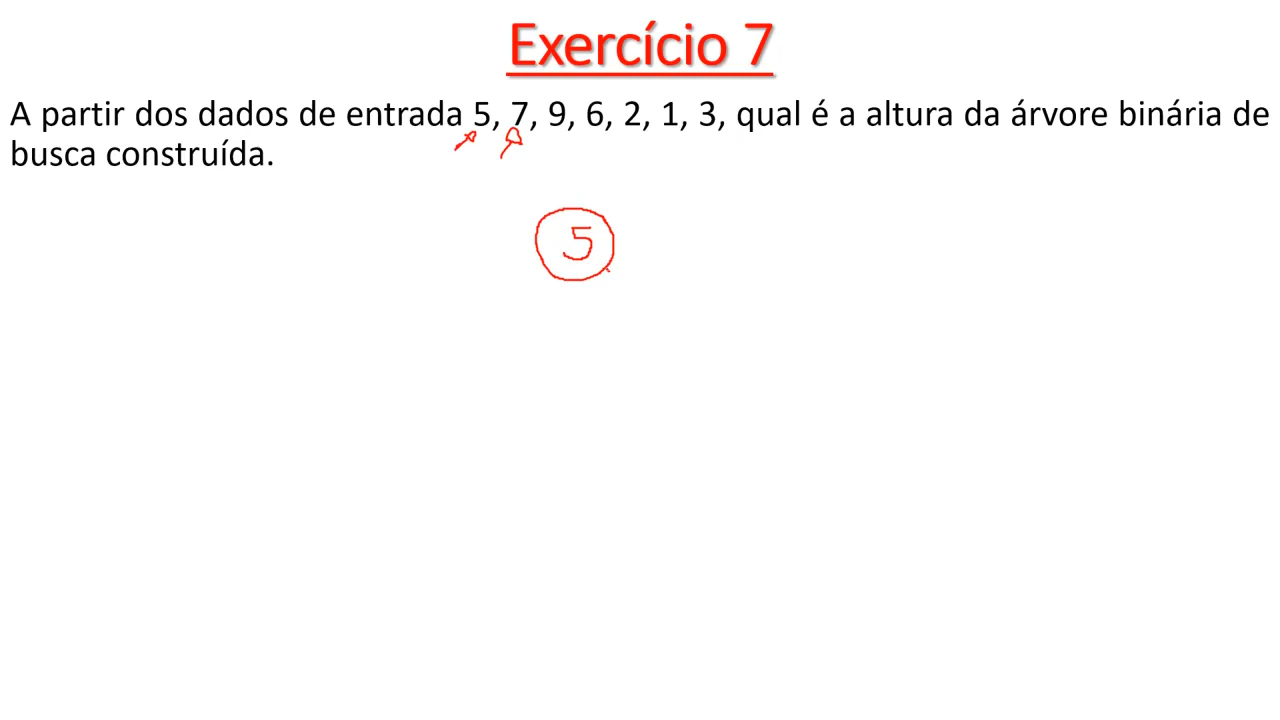 Exercício 7
A partir dos dados de entrada 5, 7, 9, 6, 2, 1, 3, qual é a altura da árvore binária de
busca construída.
5